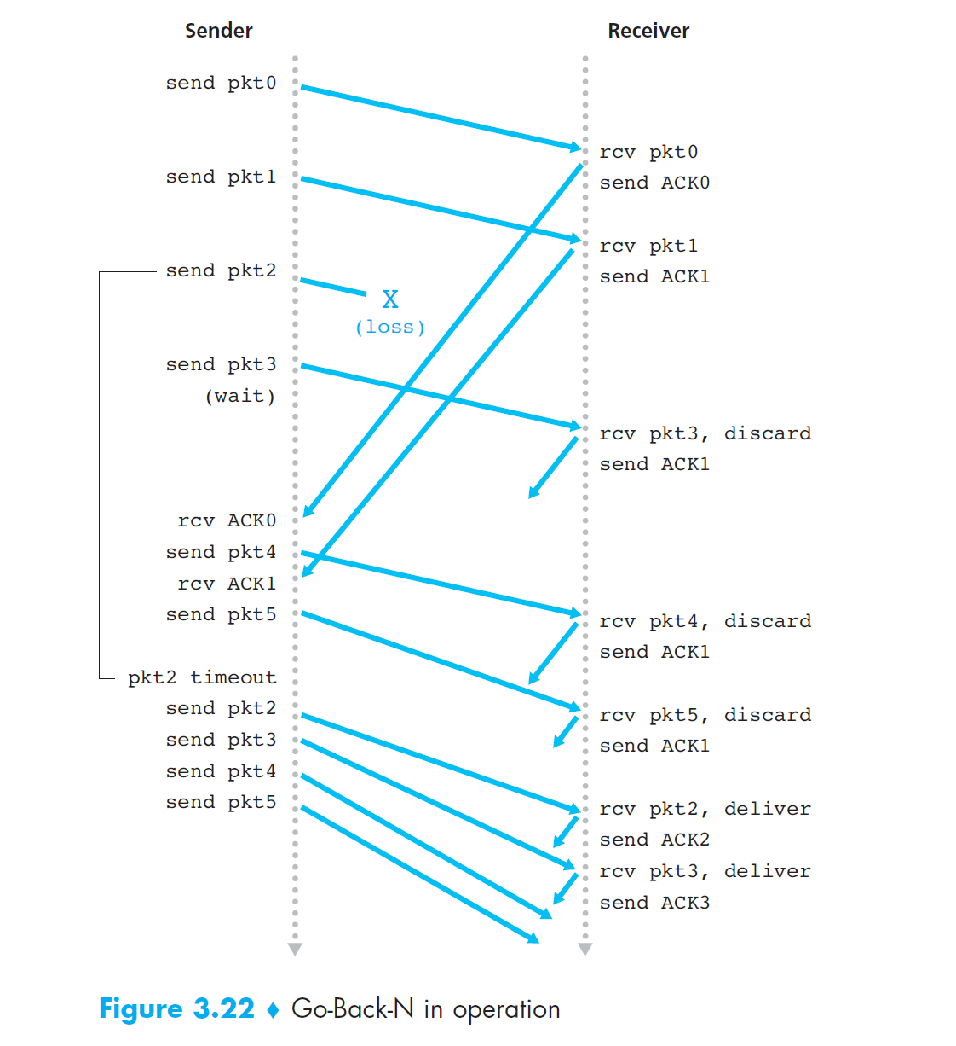 Sender
Receiver
send pkt0
rcv pkt0
send pkt1
send ACK0
rcv pkt1
send pkt2
send ACK1
X
(loss)
send pkt3
(wait)
rcv pkt3, discard
send ACK1
rcv ACK0
send pkt4
rcv ACK1
send pkt5
rcv pkt4, discard
send ACK1
pkt2 timeout
send pkt2
rcv pkt5, discard
send pkt3
send ACK1
send pkt4
send pkt5
rcv pkt2, deliver
send ACK2
rcv pkt3, deliver
send ACK3
Figure 3.22 ♦ Go-Back-N in operation